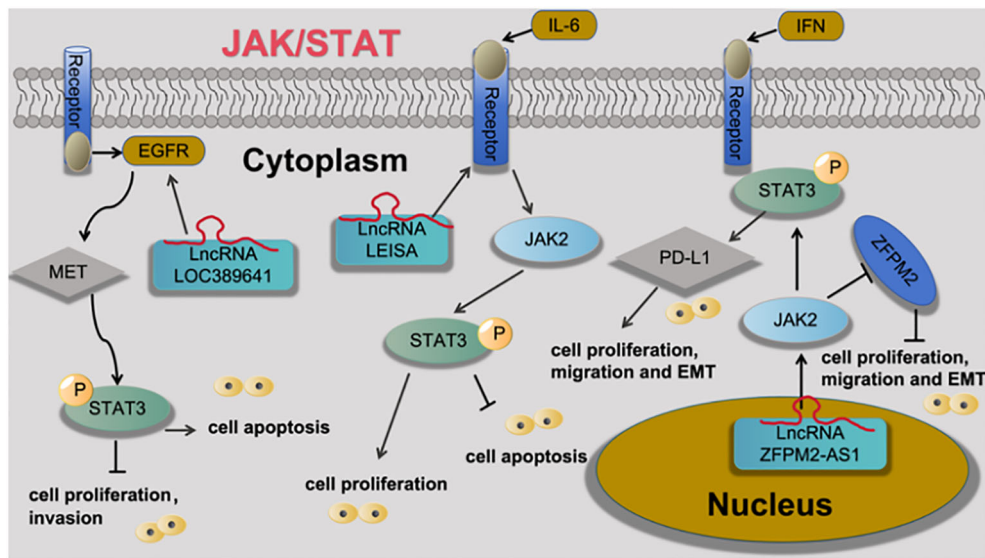 JAK/STAT
IL-6
IFN
Receptor
Receptor
Receptor
EGFR
Cytoplasm
P
STAT3
LncRNA
LOC389641
LncRNA
LEISA
JAK2
ZFPM2
MET
PD-L1
JAK2
STAT3
P
cell proliferation,
migration and EMT
cell proliferation,
migration and EMT
P
STAT3
cell apoptosis
LncRNA
ZFPM2-AS1
cell apoptosis
cell proliferation
cell proliferation,
invasion
Nucleus